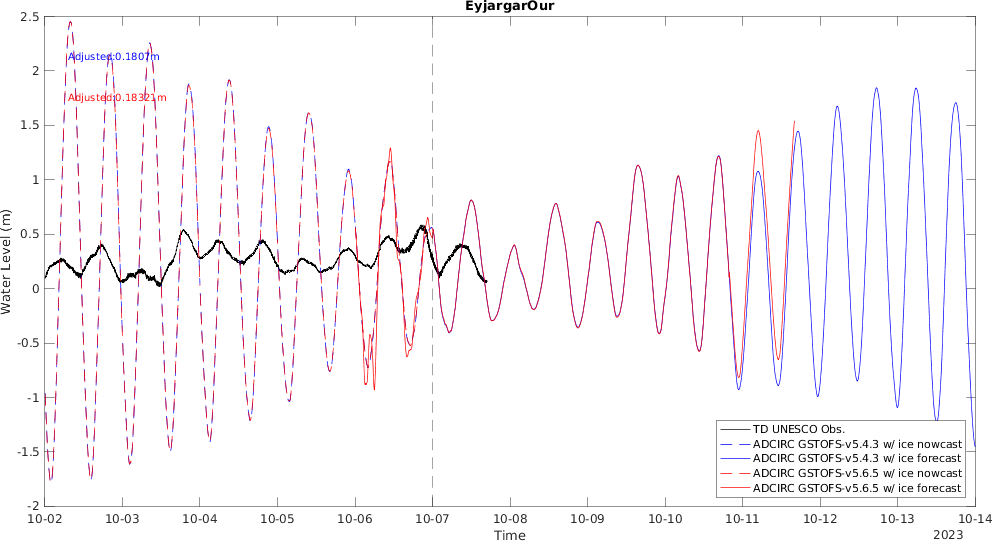 EyjargarOur
Adjusted:0.1807m
Adjusted:0.18321m
Water Level (m)
2.5
2
1.5
1
0.5
0
-0.5
-1
-1.5
-2
TD UNESCO Obs.
ADCIRC GSTOFS-v5.4.3 w/ ice nowcast
ADCIRC GSTOFS-v5.4.3 w/ ice forecast
ADCIRC GSTOFS-v5.6.5 w/ ice nowcast
ADCIRC GSTOFS-v5.6.5 w/ ice forecast
10-02 10-03 10-04 10-05 10-06 10-07 10-08 10-09 10-10 10-11 10-12 10-13 10-14
Time
2023